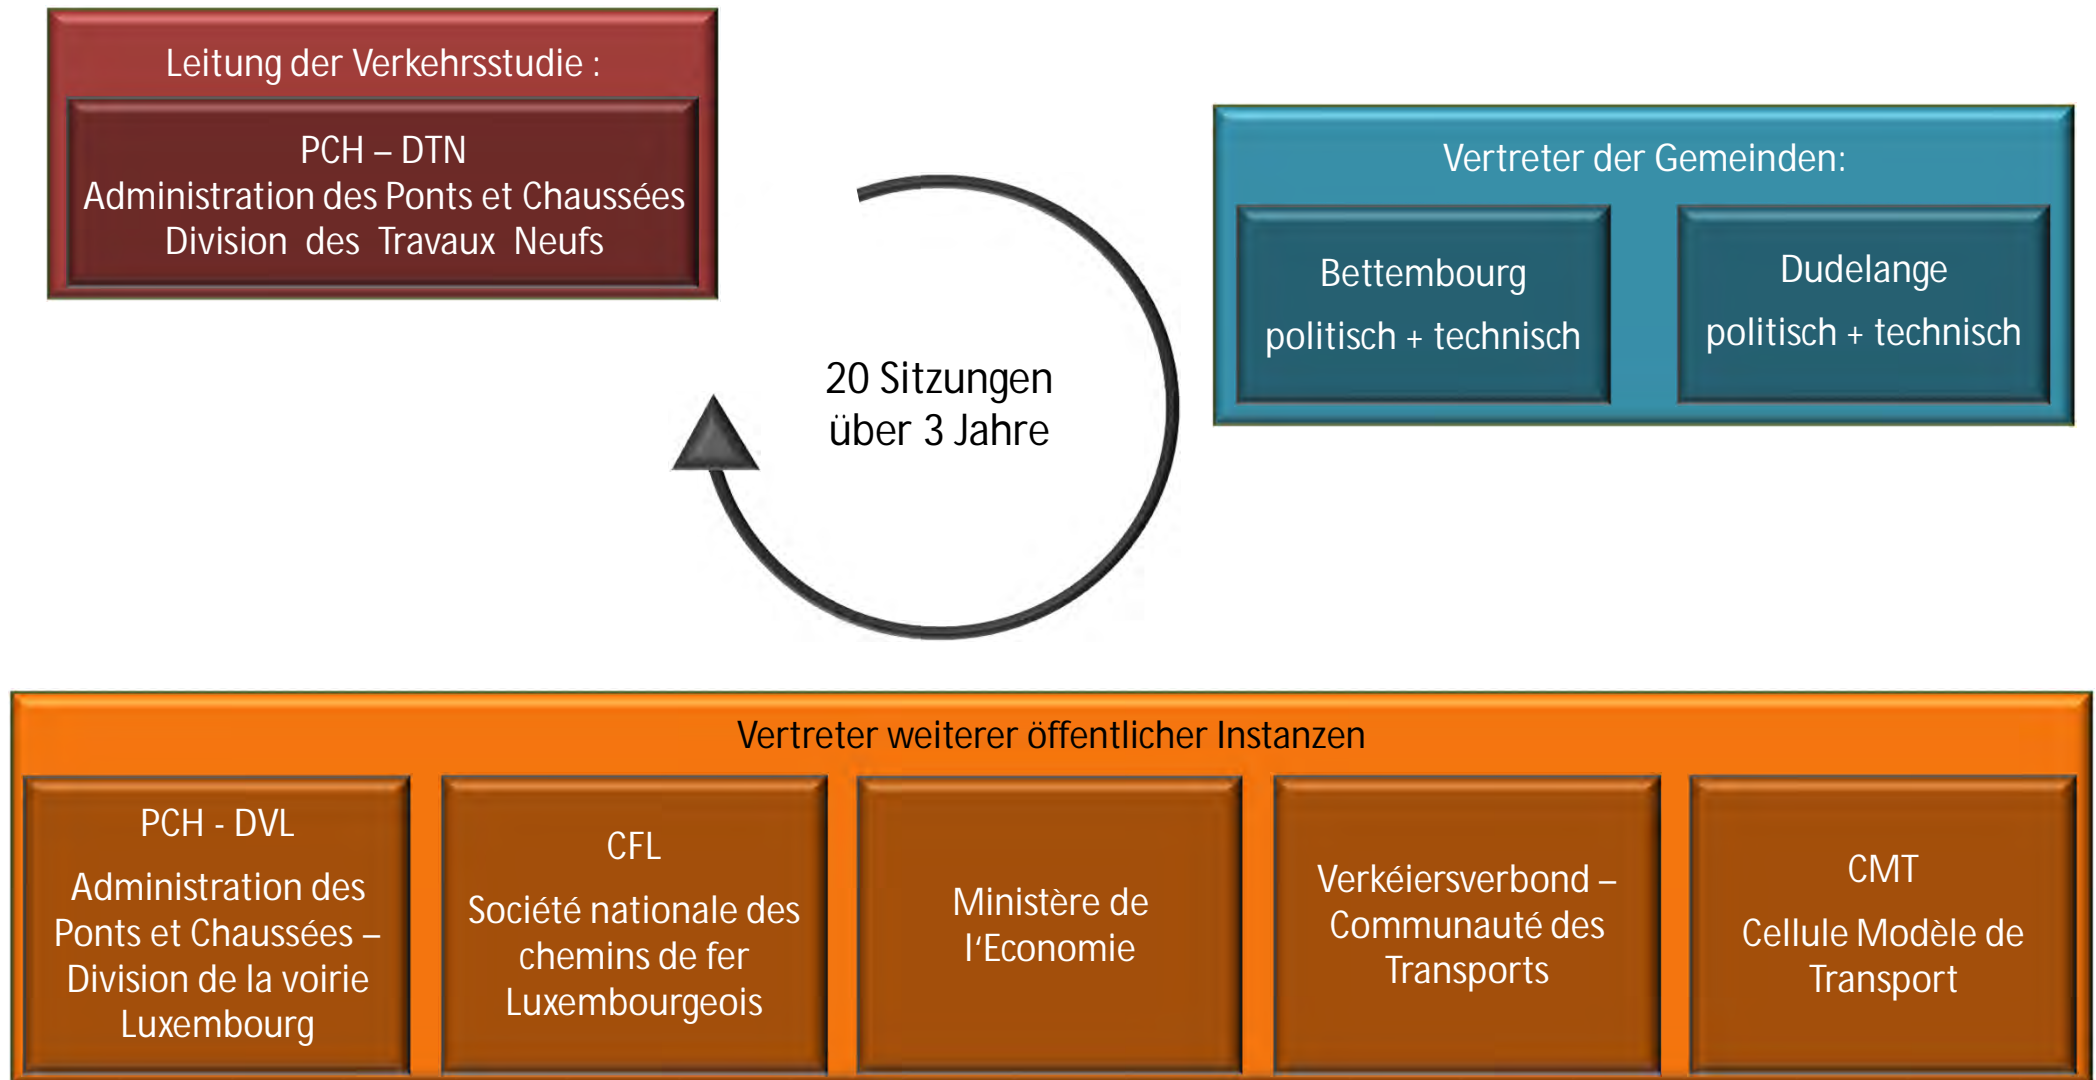 Leitung der Verkehrsstudie :
PCH – DTN
Administration des Ponts et Chaussées
Division des Travaux Neufs
Vertreter der Gemeinden:
Bettembourg
politisch + technisch
Dudelange
politisch + technisch
20 Sitzungen
über 3 Jahre
Vertreter weiterer öffentlicher Instanzen
PCH - DVL
Administration des
Ponts et Chaussées –
Division de la voirie
Luxembourg
CFL
Société nationale des
chemins de fer
Luxembourgeois
Ministère de
l‘Economie
Verkéiersverbond –
Communauté des
Transports
CMT
Cellule Modèle de
Transport